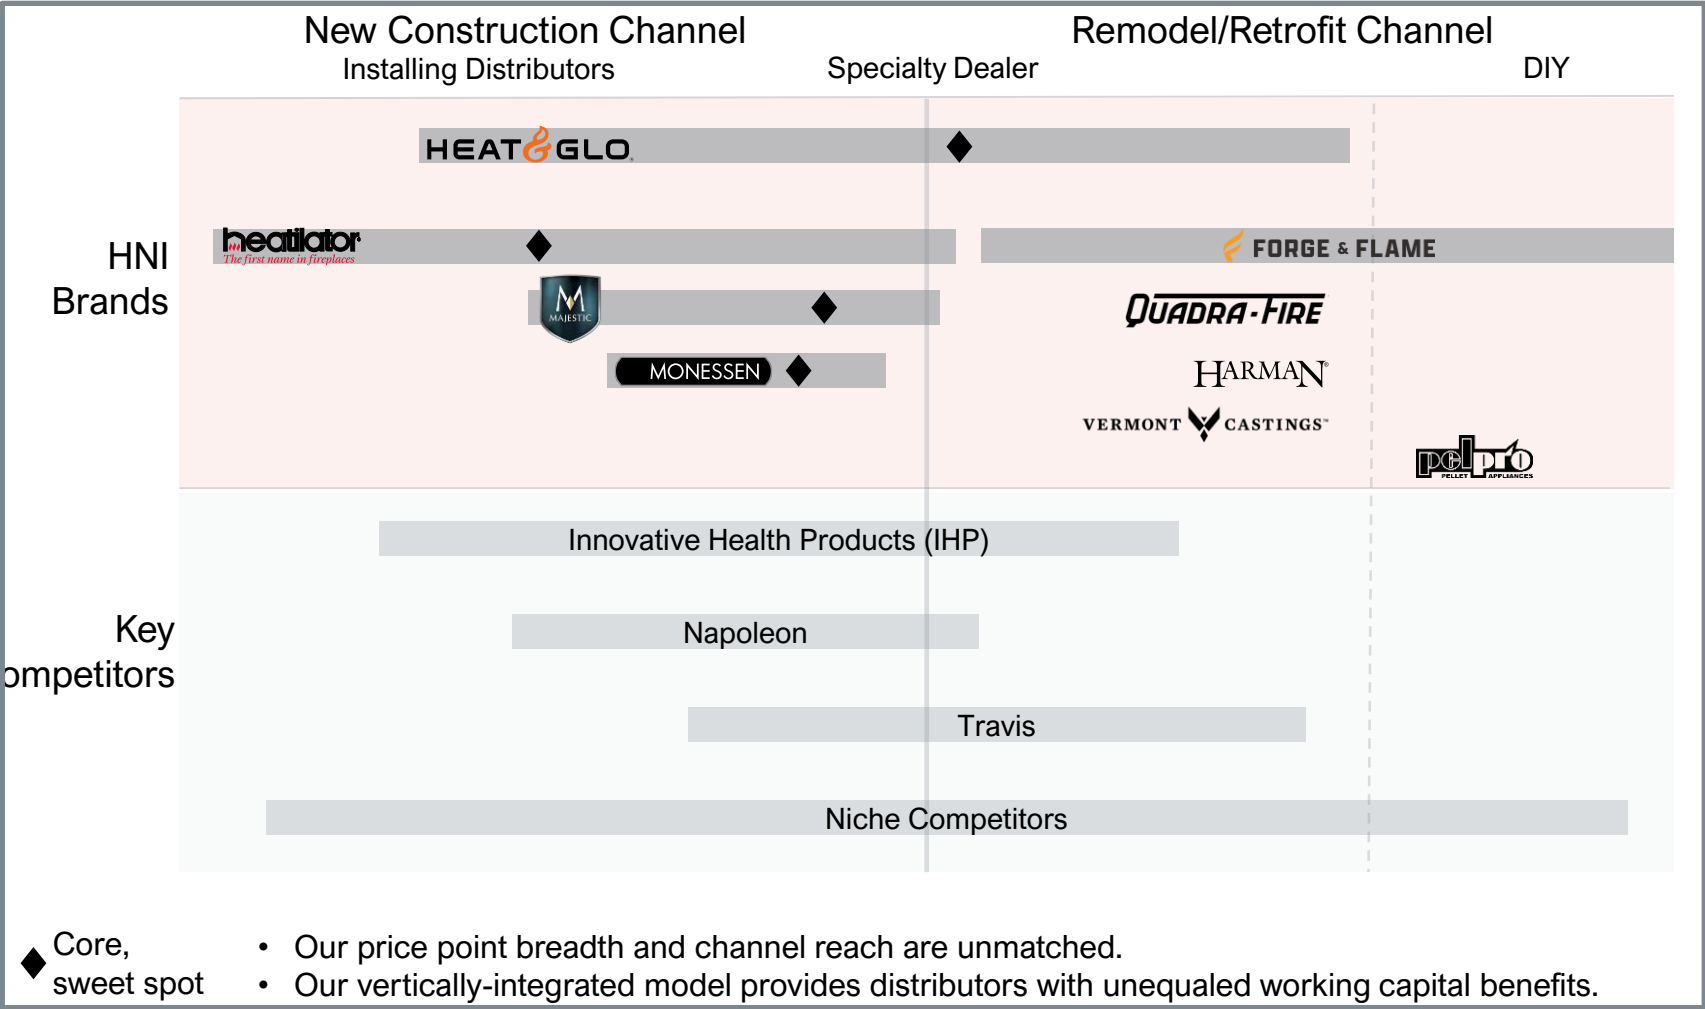 New Construction Channel
Remodel/Retrofit Channel
Installing Distributors
Specialty Dealer
DIY
HEAT&GLO
HNI
Brands
heatilator
The first name in fireplaces
FORGE & FLAME
MAJESTIC
QUADRA-FIRE
MONESSEN
HARMAN®
VERMONT CASTINGS™
pelpro
PELLET APPLIANCES
Innovative Health Products (IHP)
Key
ompetitors
Napoleon
Travis
Niche Competitors
Core,
sweet spot
• Our price point breadth and channel reach are unmatched.
• Our vertically-integrated model provides distributors with unequaled working capital benefits.